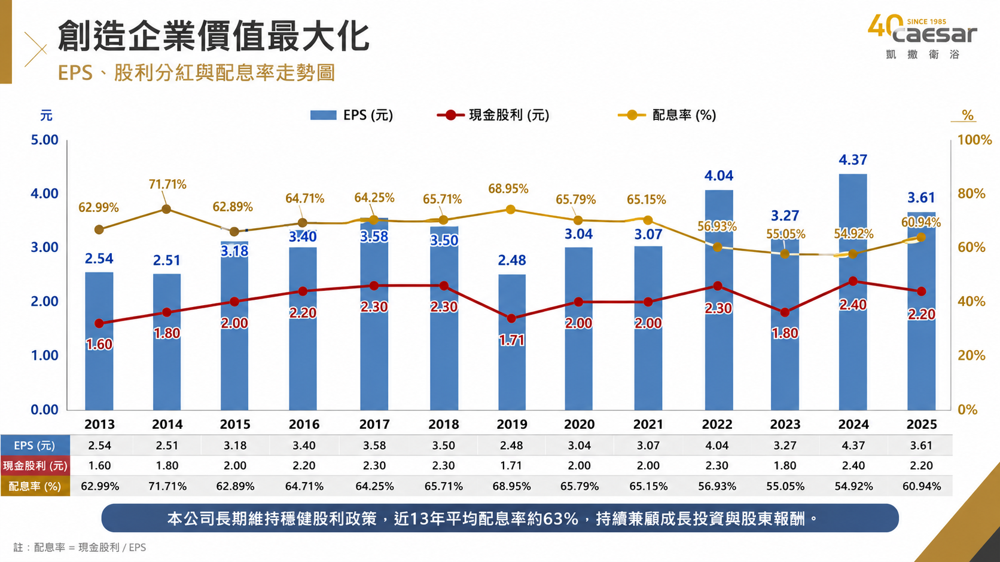 創造企業價值最大化
EPS、股利分紅與配息率走勢圖
40 SINCE 1985
caesar
凱撒衛浴
元
EPS (元)
現金股利 (元)
配息率 (%)
%
5.00
4.00
3.00
2.00
1.00
0.00
100%
80%
60%
40%
20%
0%
62.99% 71.71% 62.89% 64.71% 64.25% 65.71% 68.95% 65.79% 65.15% 56.93% 55.05% 54.92% 60.94%
2.54 2.51 3.18 3.40 3.58 3.50 2.48 3.04 3.07 4.04 3.27 4.37 3.61
1.60 1.80 2.00 2.20 2.30 2.30 1.71 2.00 2.00 2.30 1.80 2.40 2.20
2013 2014 2015 2016 2017 2018 2019 2020 2021 2022 2023 2024 2025
EPS (元) 2.54 2.51 3.18 3.40 3.58 3.50 2.48 3.04 3.07 4.04 3.27 4.37 3.61
現金股利 (元) 1.60 1.80 2.00 2.20 2.30 2.30 1.71 2.00 2.00 2.30 1.80 2.40 2.20
配息率 (%) 62.99% 71.71% 62.89% 64.71% 64.25% 65.71% 68.95% 65.79% 65.15% 56.93% 55.05% 54.92% 60.94%
本公司長期維持穩健股利政策，近13年平均配息率約63%，持續兼顧成長投資與股東報酬。
註：配息率 = 現金股利 / EPS